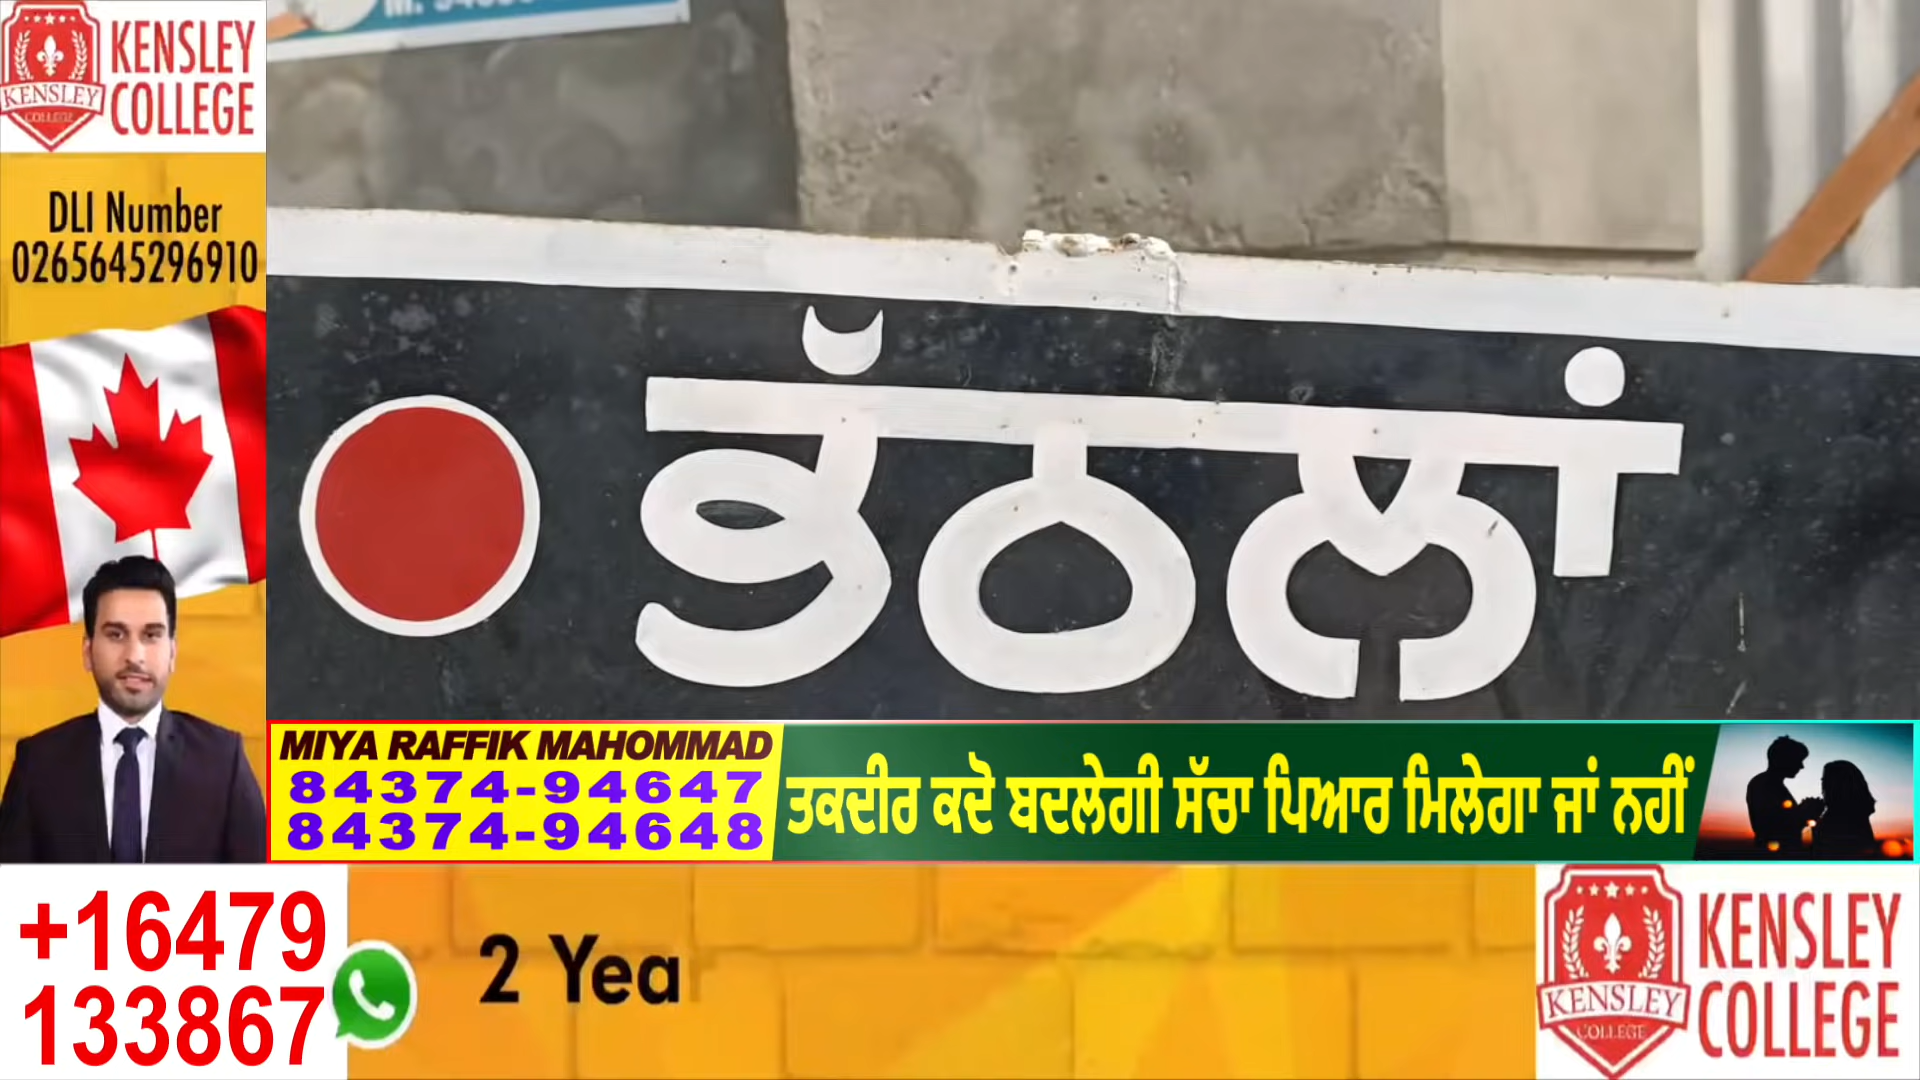 KENSLEY
COLLEGE
KENSLEY
COLLEGE
DLI Number
0265645296910
ਭੱਠਲਾਂ
MIYA RAFFIK MAHOMMAD
84374-94647
84374-94648
ਤਕਦੀਰ ਕਦੋ ਬਦਲੇਗੀ ਸੱਚਾ ਪਿਆਰ ਮਿਲੇਗਾ ਜਾਂ ਨਹੀਂ
+16479
133867
2 Yea
KENSLEY
COLLEGE
KENSLEY
COLLEGE